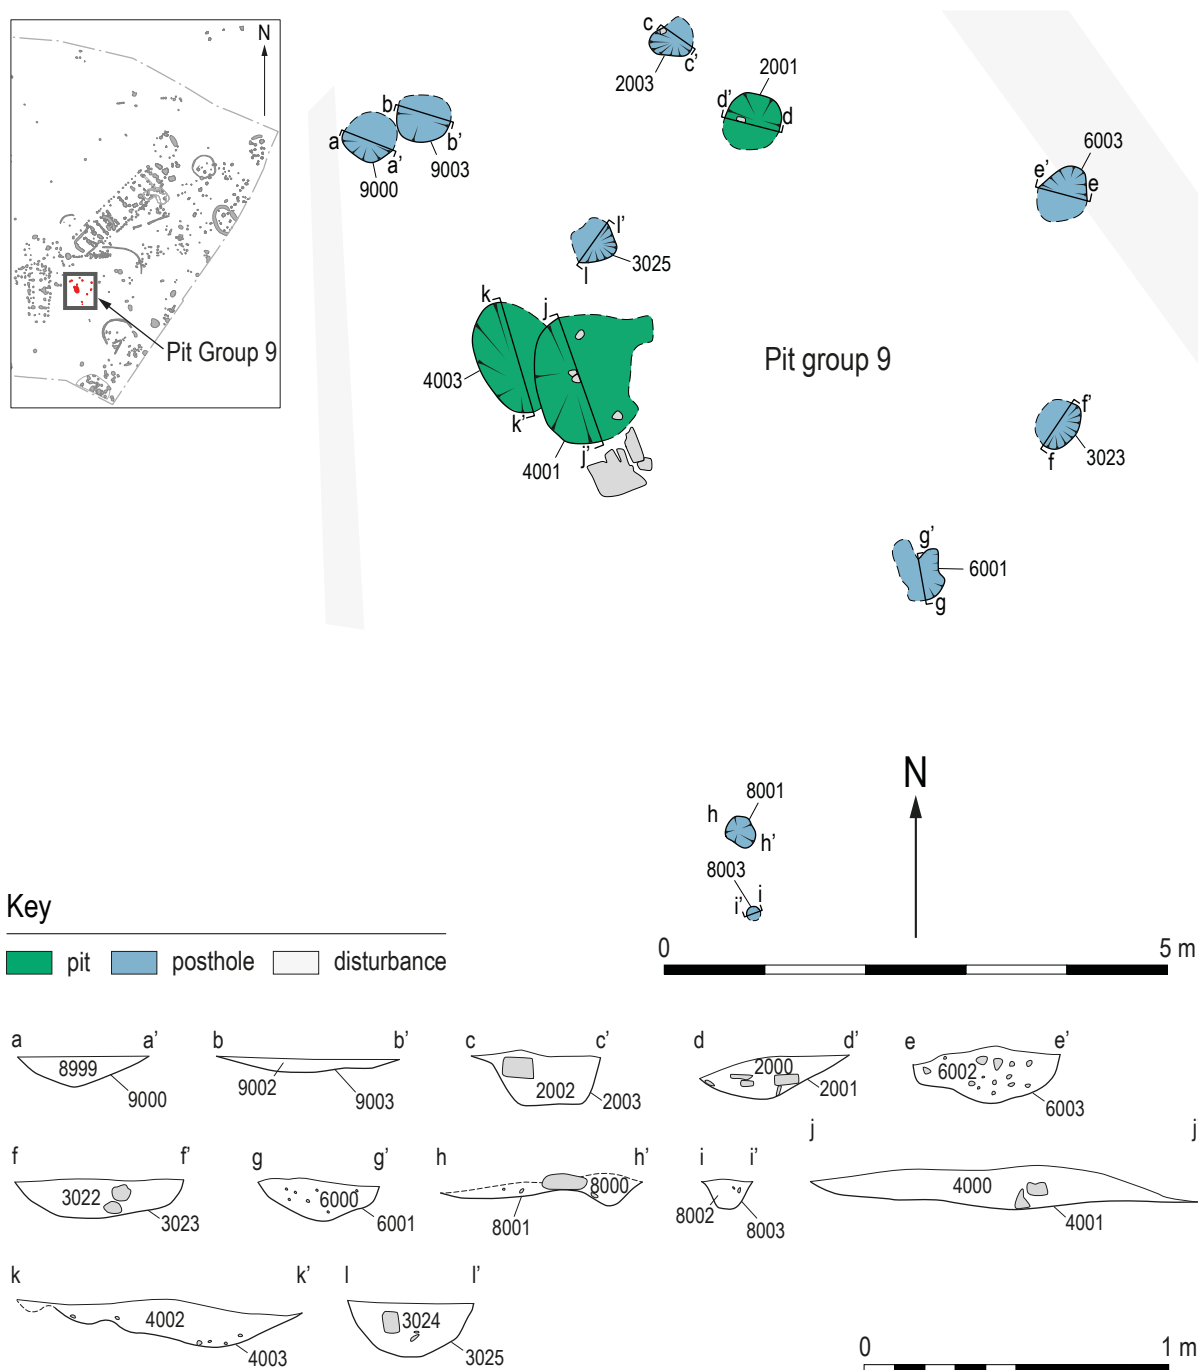 N
Pit Group 9
c
c'
2003
2001
d'
d
b
b'
a
a'
9000
9003
6003
e'
e
l'
l
3025
k
k'
4003
j
j'
4001
Pit group 9
f'
f
3023
g'
g
6001
N
h
8001
h'
8003
i'
i
Key
pit
posthole
disturbance
0
5 m
a
a'
8999
9000
b
b'
9002
9003
c
c'
2002
2003
d
d'
2000
2001
e
e'
6002
6003
f
f'
3022
3023
g
g'
6000
6001
h
h'
8000
8001
i
i'
8002
8003
j
j
4000
4001
k
k'
4002
4003
l
l'
3024
3025
0
1 m